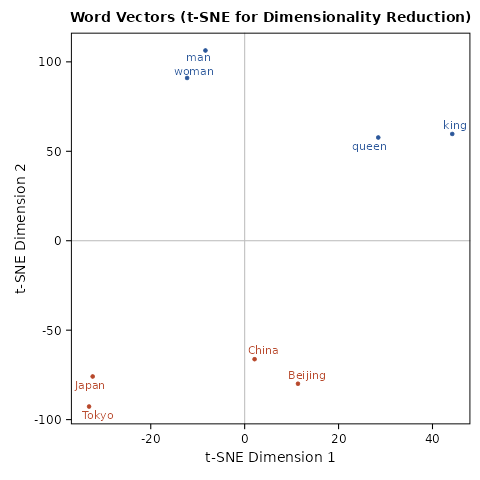 Word Vectors (t-SNE for Dimensionality Reduction)
man
woman
king
queen
China
Beijing
Japan
Tokyo
100
50
0
-50
-100
-20
0
20
40
t-SNE Dimension 1
t-SNE Dimension 2